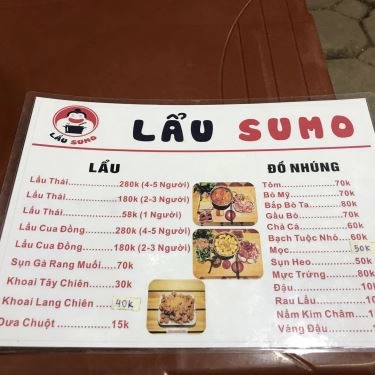 LẨU SUMO
LẨU SUMO
LẨU
Lẩu Thái..............280k (4-5 Người)
Lẩu Thái..............180k (2-3 Người)
Lẩu Thái..............58k (1 Người)
Lẩu Cua Đồng......280k (4-5 Người)
Lẩu Cua Đồng......180k (2-3 Người)
Sụn Gà Rang Muối....70k
Khoai Tây Chiên........30k
Khoai Lang Chiên 40k
Dưa Chuột...............15k
ĐỒ NHÚNG
Tôm....................70k
Bò Mỹ.................70k
Bắp Bò Ta...........80k
Gầu Bò...............70k
Chả Cá...............60k
Bạch Tuộc Nhỏ....60k
Mọc 50k
Sụn Heo.............50k
Mực Trứng..........80k
Đậu....................10k
Rau Lẩu..............10k
Nấm Kim Châm....1
Váng Đậu............1